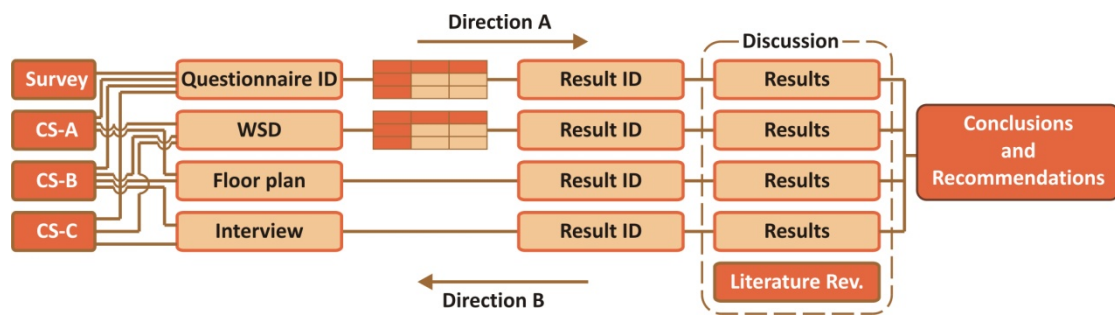 Direction A
Discussion
Survey
Questionnaire ID
Result ID
Results
CS-A
WSD
Result ID
Results
Conclusions
and
Recommendations
CS-B
Floor plan
Result ID
Results
CS-C
Interview
Result ID
Results
Literature Rev.
Direction B